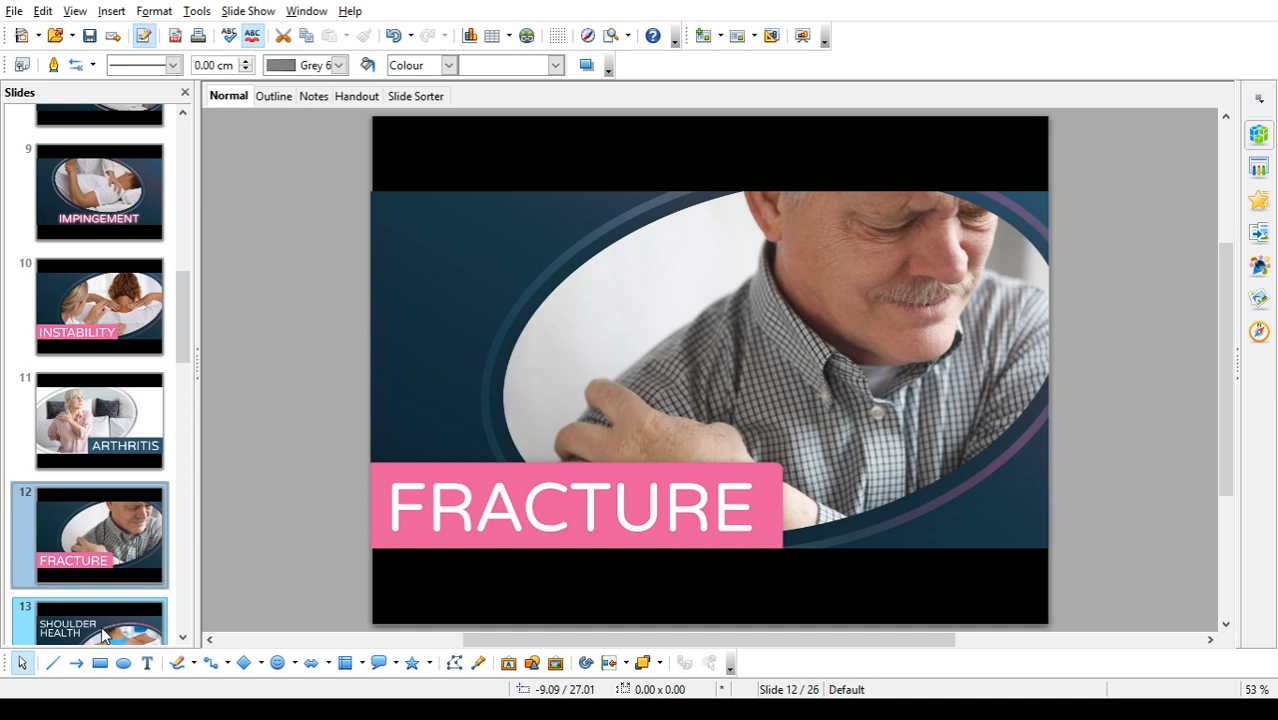 File Edit View Insert Format Tools Slide Show Window Help
ABC ABC
0.00 cm Grey 6 Colour
Slides
Normal Outline Notes Handout Slide Sorter
9
IMPINGEMENT
10
INSTABILITY
11
ARTHRITIS
12
FRACTURE
13
SHOULDER
HEALTH
FRACTURE
T
-9.09 / 27.01 0.00 x 0.00 * Slide 12 / 26 Default 53 %